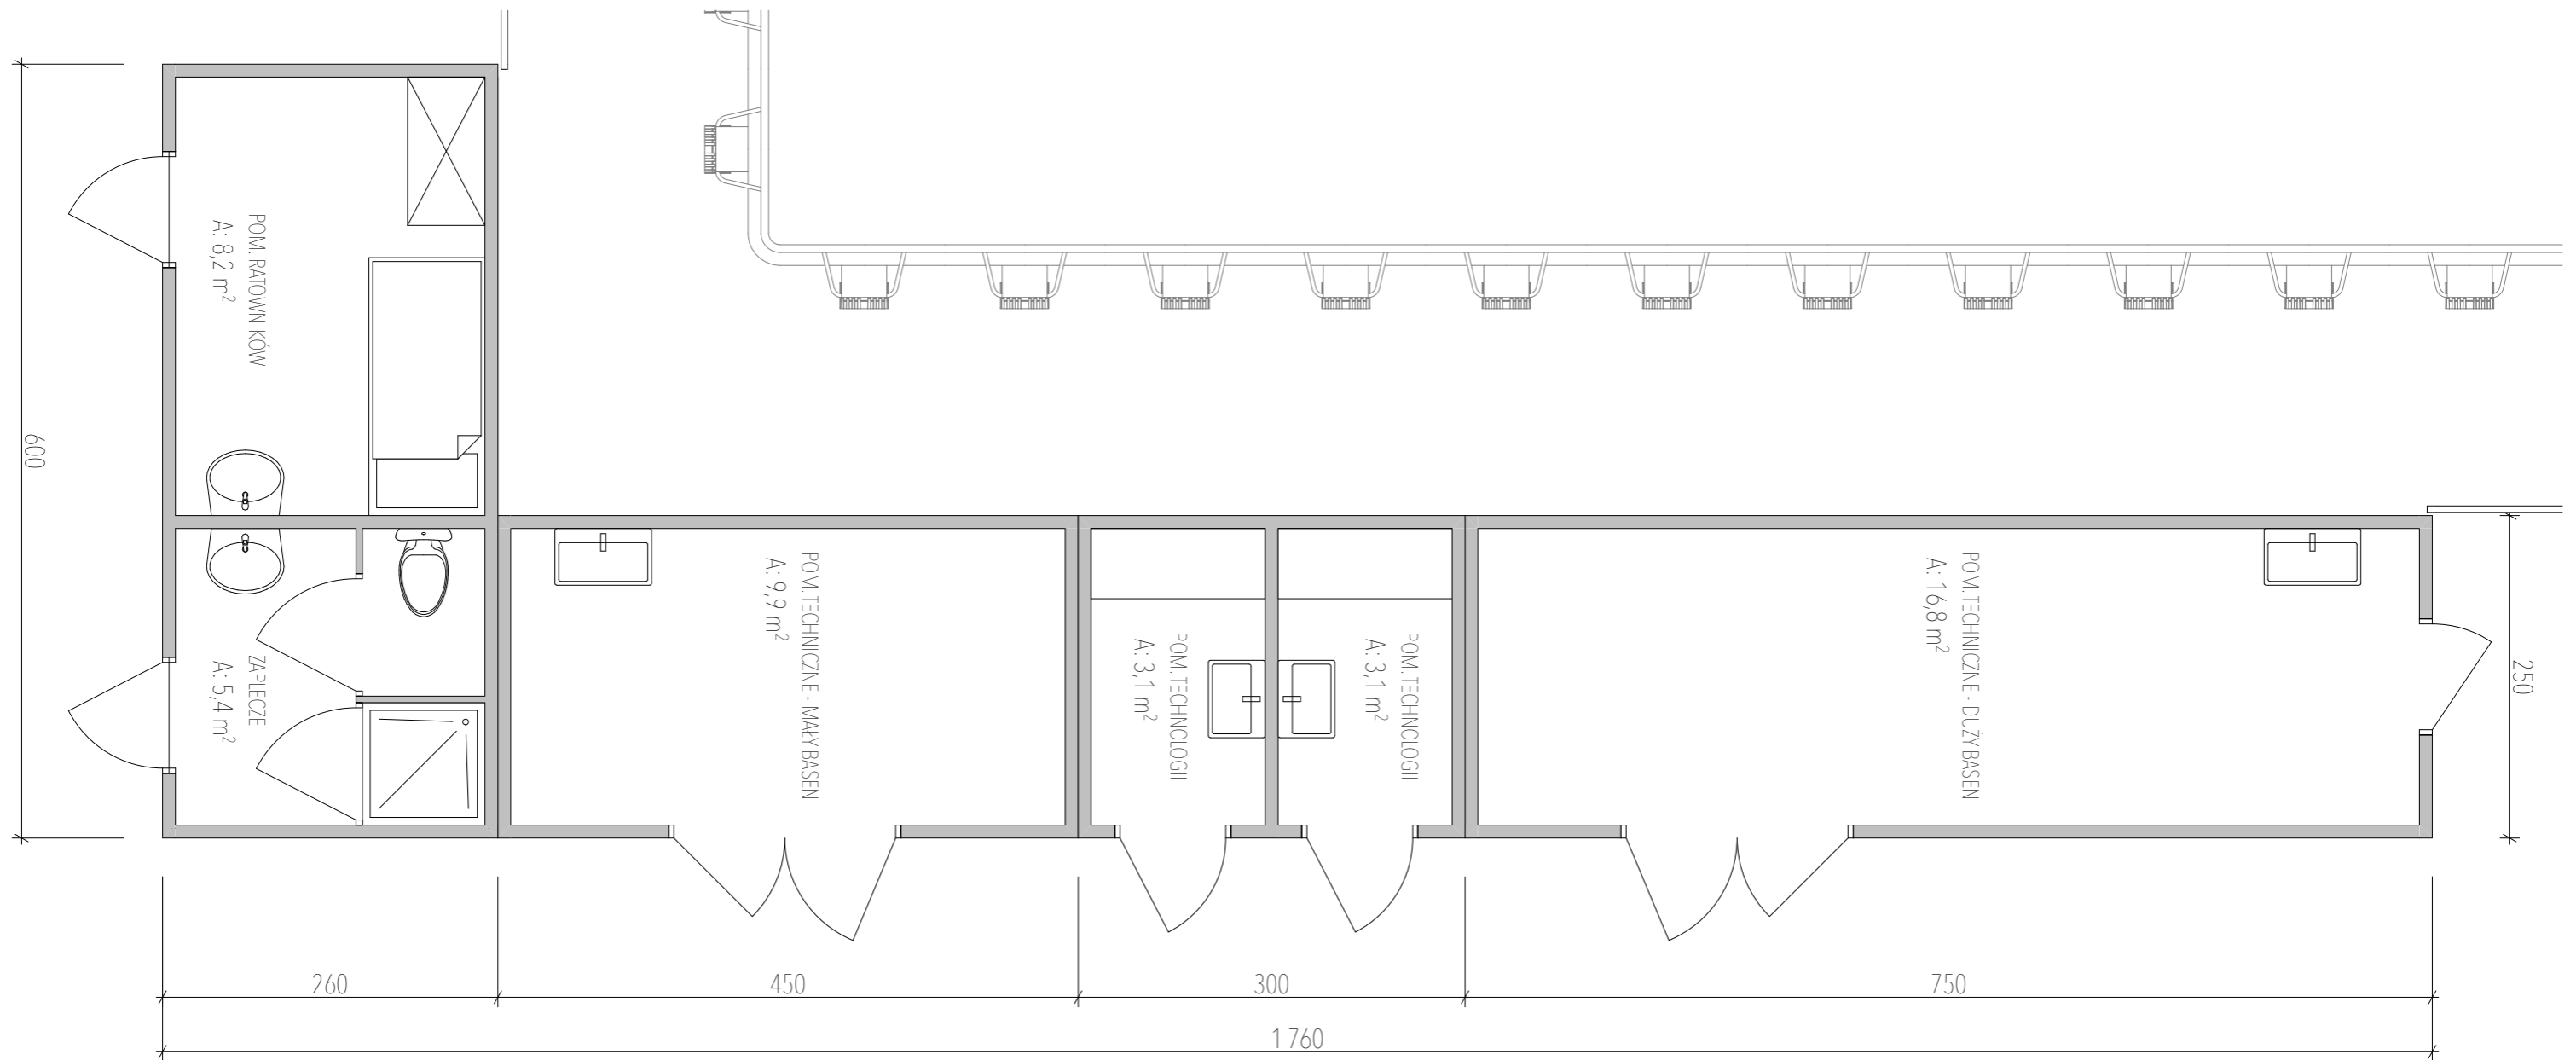 POM. RATOWNIKÓW
A: 8,2 m²
600
ZAPLECZE
A: 5,4 m²
POM. TECHNICZNE - MAŁY BASEN
A: 9,9 m²
POM. TECHNOLOGII
A: 3,1 m²
POM. TECHNOLOGII
A: 3,1 m²
POM. TECHNICZNE - DUŻY BASEN
A: 16,8 m²
250
260
450
300
750
1 760